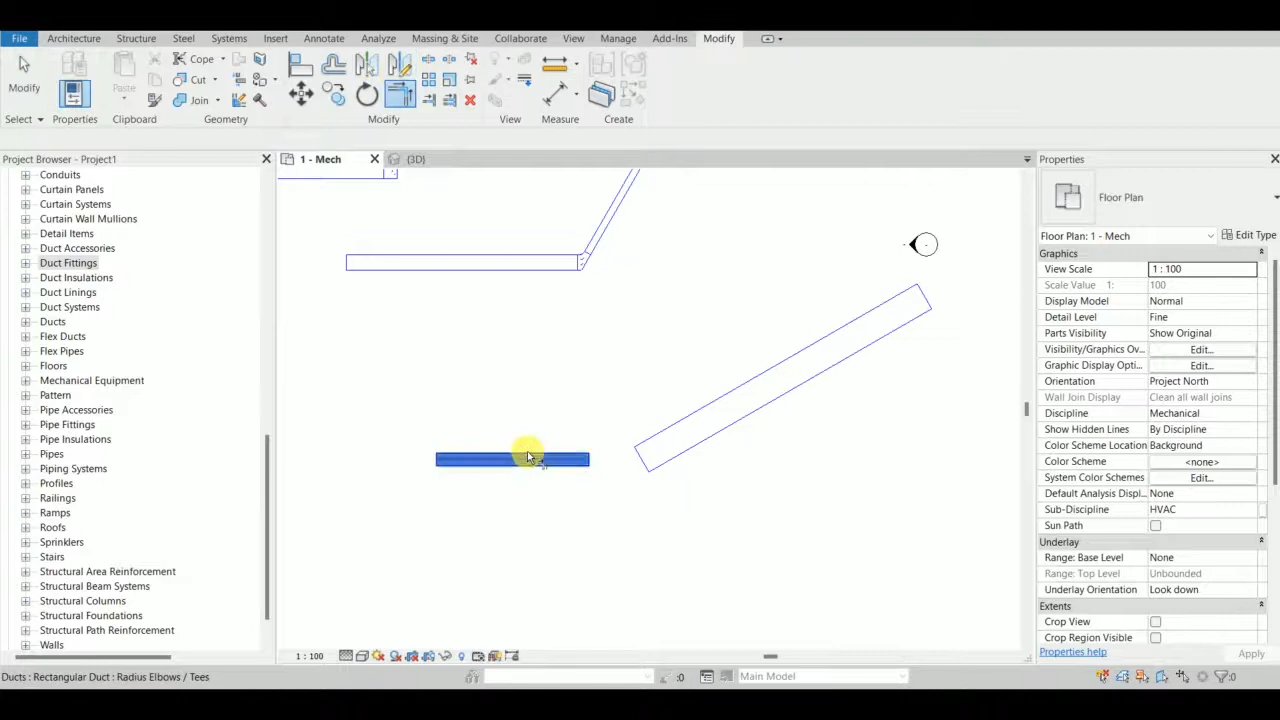 File Architecture Structure Steel Systems Insert Annotate Analyze Massing & Site Collaborate View Manage Add-Ins Modify
Cope
Cut
Join
Modify
Paste
Select Properties Clipboard Geometry Modify View Measure Create
Project Browser - Project1
1 - Mech
{3D}
Properties
Conduits
Curtain Panels
Curtain Systems
Curtain Wall Mullions
Detail Items
Duct Accessories
Duct Fittings
Duct Insulations
Duct Linings
Duct Systems
Ducts
Flex Ducts
Flex Pipes
Floors
Mechanical Equipment
Pattern
Pipe Accessories
Pipe Fittings
Pipe Insulations
Pipes
Piping Systems
Profiles
Railings
Ramps
Roofs
Sprinklers
Stairs
Structural Area Reinforcement
Structural Beam Systems
Structural Columns
Structural Foundations
Structural Path Reinforcement
Walls
Floor Plan
Floor Plan: 1 - Mech Edit Type
Graphics
View Scale 1 : 100
Scale Value 1: 100
Display Model Normal
Detail Level Fine
Parts Visibility Show Original
Visibility/Graphics Ov... Edit...
Graphic Display Opti... Edit...
Orientation Project North
Wall Join Display Clean all wall joins
Discipline Mechanical
Show Hidden Lines By Discipline
Color Scheme Location Background
Color Scheme <none>
System Color Schemes Edit...
Default Analysis Displ... None
Sub-Discipline HVAC
Sun Path
Underlay
Range: Base Level None
Range: Top Level Unbounded
Underlay Orientation Look down
Extents
Crop View
Crop Region Visible
Properties help Apply
1 : 100
Ducts : Rectangular Duct : Radius Elbows / Tees
:0
Main Model
:0